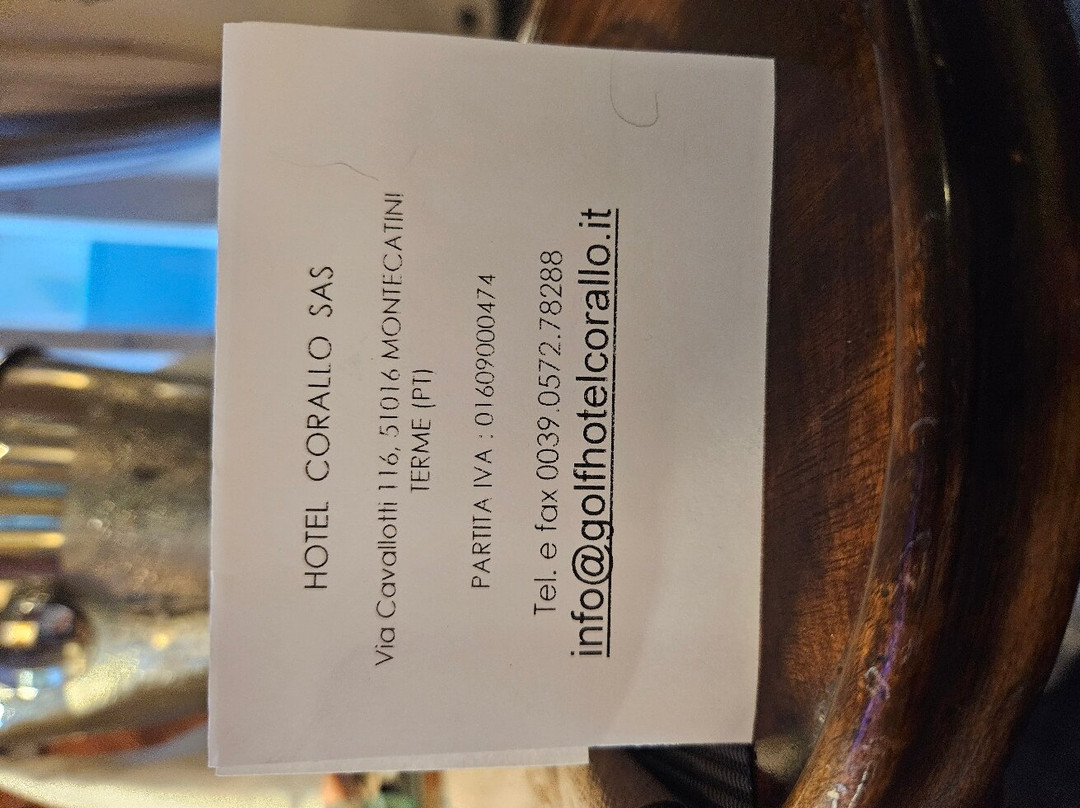 HOTEL CORALLO SAS
Via Cavallotti 116, 51016 MONTECATINI
TERME (PT)
PARTITA IVA : 01609000474
Tel. e fax 0039.0572.78288
info@golfhotelcorallo.it